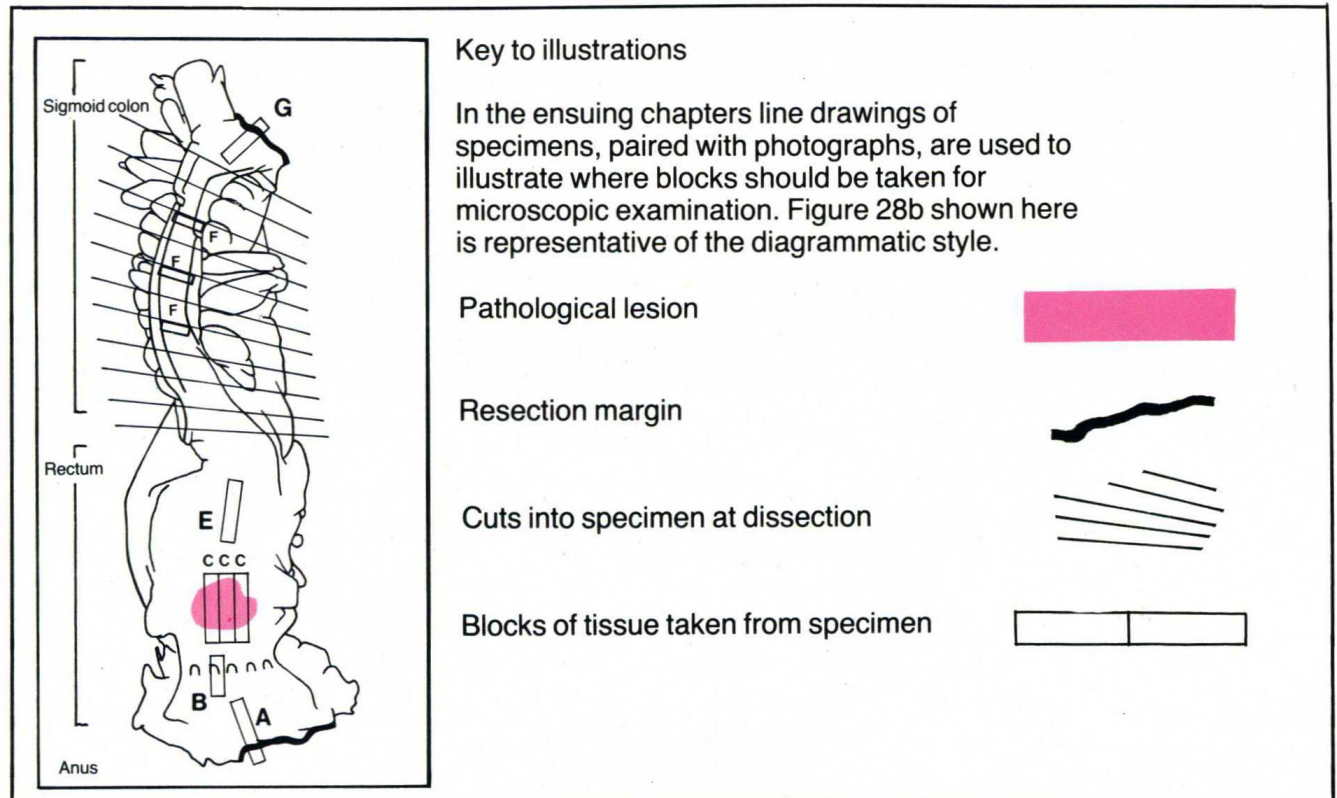 Sigmoid colon
G
F
F
F
Rectum
E
C C C
B
A
Anus
Key to illustrations
In the ensuing chapters line drawings of
specimens, paired with photographs, are used to
illustrate where blocks should be taken for
microscopic examination. Figure 28b shown here
is representative of the diagrammatic style.
Pathological lesion
Resection margin
Cuts into specimen at dissection
Blocks of tissue taken from specimen